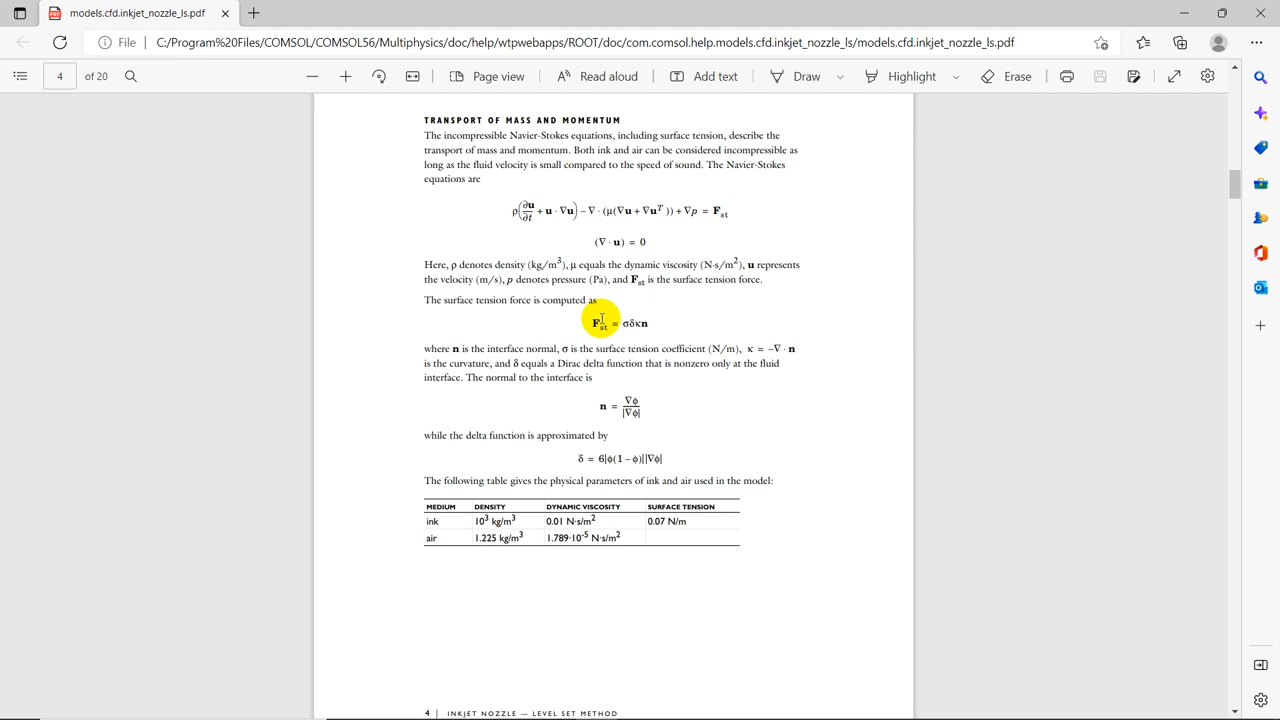 models.cfd.inkjet_nozzle_ls.pdf
File C:/Program%20Files/COMSOL/COMSOL56/Multiphysics/doc/help/wtpwebapps/ROOT/doc/com.comsol.help.models.cfd.inkjet_nozzle_ls/models.cfd.inkjet_nozzle_ls.pdf
4 of 20 Page view Read aloud Add text Draw Highlight Erase
TRANSPORT OF MASS AND MOMENTUM
The incompressible Navier-Stokes equations, including surface tension, describe the
transport of mass and momentum. Both ink and air can be considered incompressible as
long as the fluid velocity is small compared to the speed of sound. The Navier-Stokes
equations are
ρ(∂u/∂t + u · ∇u) − ∇ · (μ(∇u + ∇u^T)) + ∇p = F_st
(∇ · u) = 0
Here, ρ denotes density (kg/m³), μ equals the dynamic viscosity (N·s/m²), u represents
the velocity (m/s), p denotes pressure (Pa), and F_st is the surface tension force.
The surface tension force is computed as
F_st = σδκn
where n is the interface normal, σ is the surface tension coefficient (N/m), κ = −∇ · n
is the curvature, and δ equals a Dirac delta function that is nonzero only at the fluid
interface. The normal to the interface is
n = ∇ϕ/|∇ϕ|
while the delta function is approximated by
δ = 6|ϕ(1 − ϕ)||∇ϕ|
The following table gives the physical parameters of ink and air used in the model:
MEDIUM DENSITY DYNAMIC VISCOSITY SURFACE TENSION
ink 10³ kg/m³ 0.01 N·s/m² 0.07 N/m
air 1.225 kg/m³ 1.789·10⁻⁵ N·s/m²
4 | INKJET NOZZLE — LEVEL SET METHOD